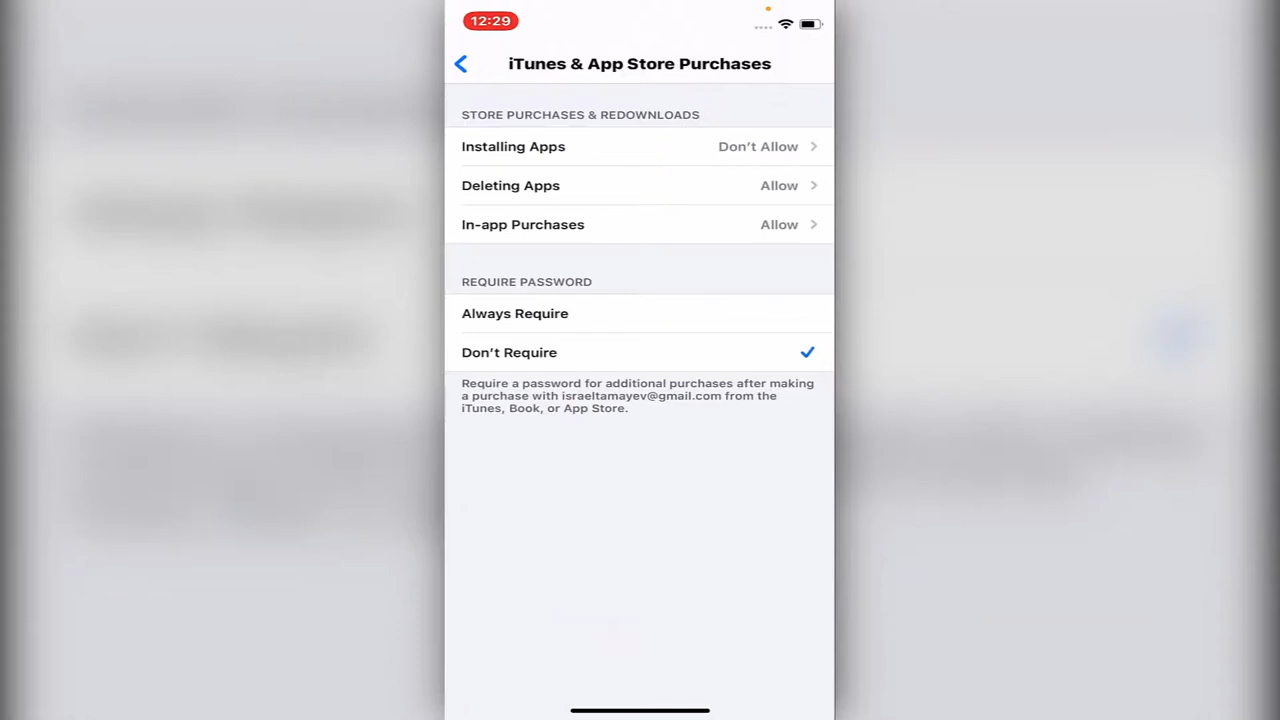 12:29
iTunes & App Store Purchases
STORE PURCHASES & REDOWNLOADS
Installing Apps Don’t Allow
Deleting Apps Allow
In-app Purchases Allow
REQUIRE PASSWORD
Always Require
Don’t Require
Require a password for additional purchases after making
a purchase with israeltamayev@gmail.com from the
iTunes, Book, or App Store.